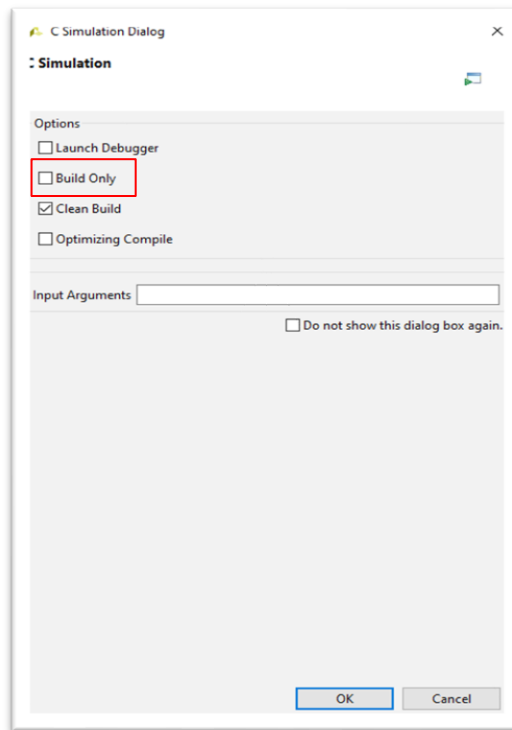 C Simulation Dialog
C Simulation
Options
Launch Debugger
Build Only
Clean Build
Optimizing Compile
Input Arguments
Do not show this dialog box again.
OK
Cancel